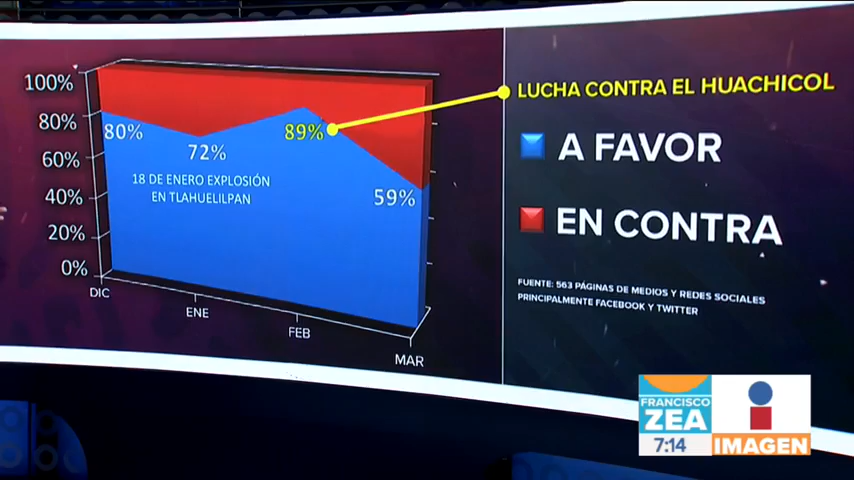 100%
80%
60%
40%
20%
0%
80%
72%
89%
59%
18 DE ENERO EXPLOSIÓN
EN TLAHUELILPAN
DIC
ENE
FEB
MAR
LUCHA CONTRA EL HUACHICOL
A FAVOR
EN CONTRA
FUENTE: 563 PÁGINAS DE MEDIOS Y REDES SOCIALES
PRINCIPALMENTE FACEBOOK Y TWITTER
FRANCISCO
ZEA
7:14
IMAGEN